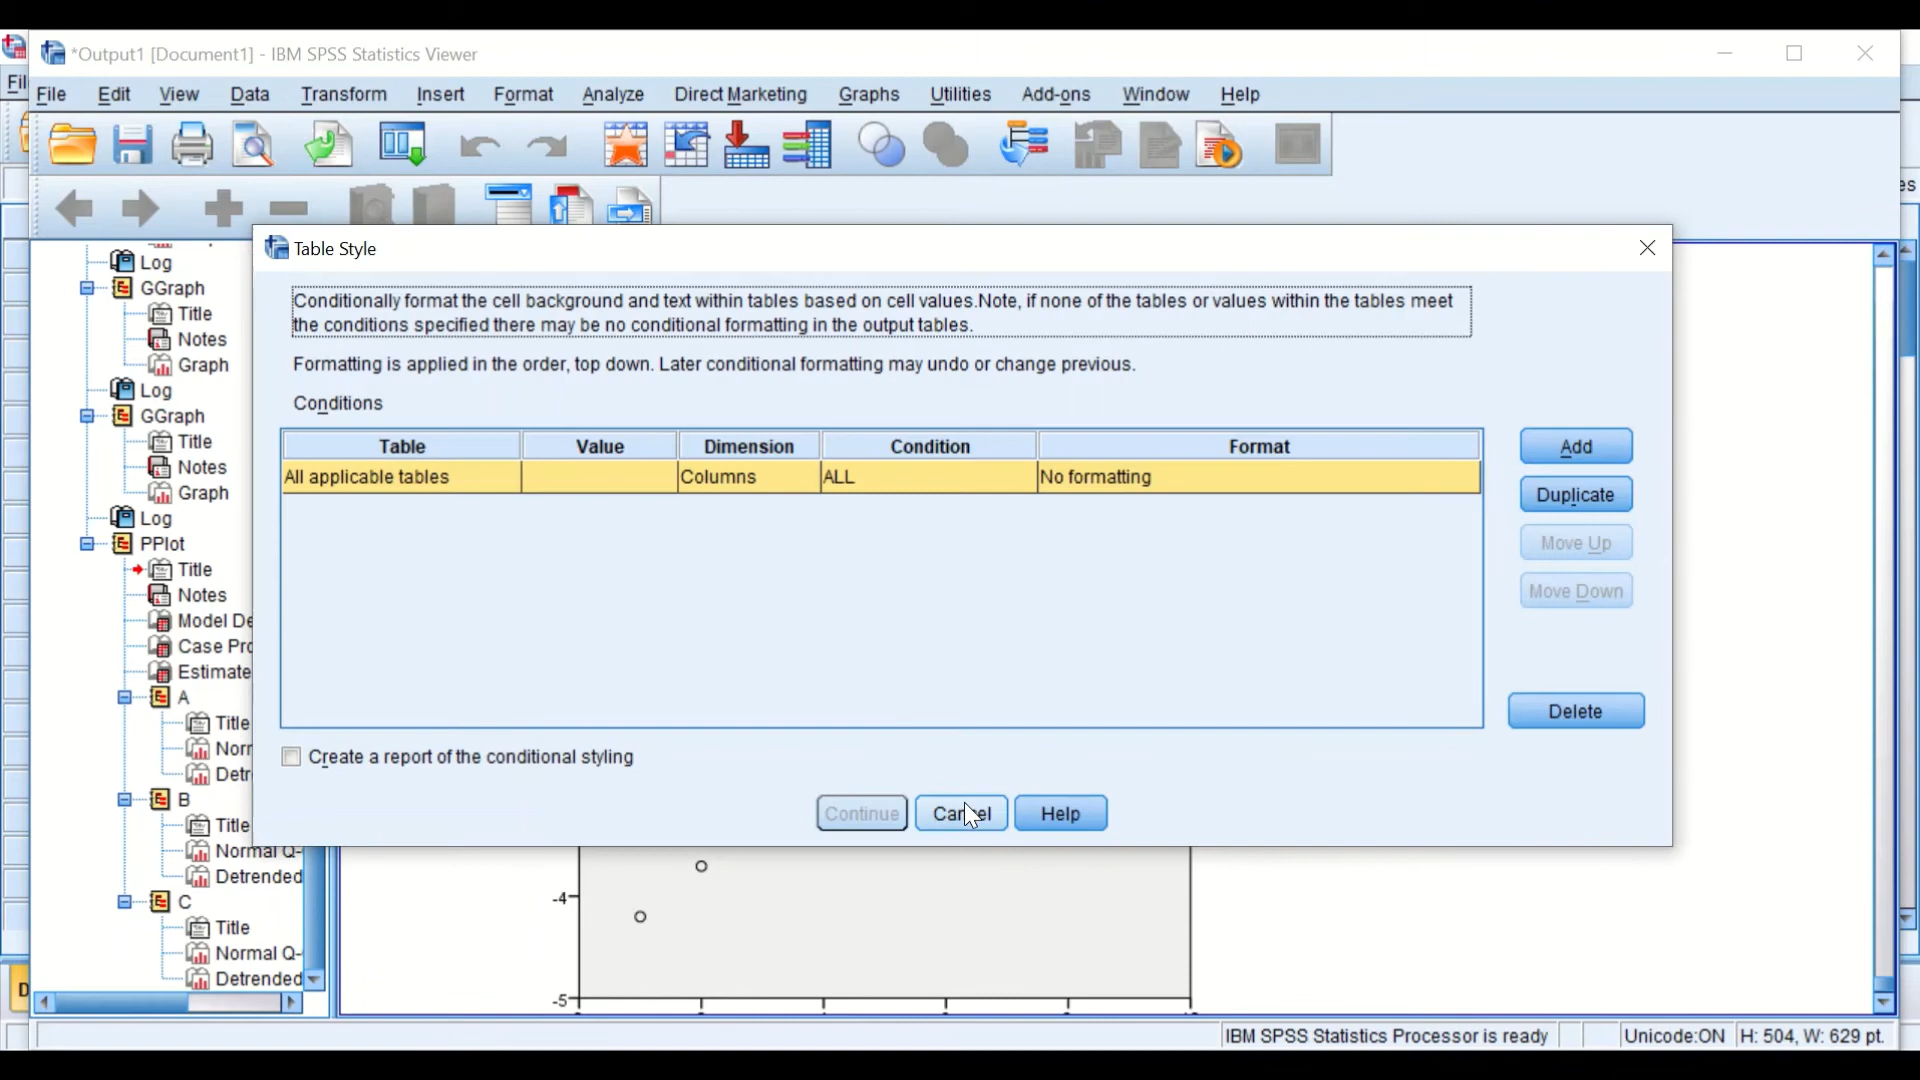 *Output1 [Document1] - IBM SPSS Statistics Viewer
File Edit View Data Transform Insert Format Analyze Direct Marketing Graphs Utilities Add-ons Window Help
Log
GGraph
Title
Notes
Graph
Log
GGraph
Title
Notes
Graph
Log
PPlot
Title
Notes
Model De
Case Pro
Estimate
A
Title
Norr
Detr
B
Title
Normal Q-
Detrended
C
Title
Normal Q-
Detrended
Table Style
Conditionally format the cell background and text within tables based on cell values.Note, if none of the tables or values within the tables meet
the conditions specified there may be no conditional formatting in the output tables.
Formatting is applied in the order, top down. Later conditional formatting may undo or change previous.
Conditions
Table Value Dimension Condition Format
All applicable tables Columns ALL No formatting
Add
Duplicate
Move Up
Move Down
Delete
Create a report of the conditional styling
Continue Cancel Help
-4
-5
IBM SPSS Statistics Processor is ready Unicode:ON H: 504, W: 629 pt.